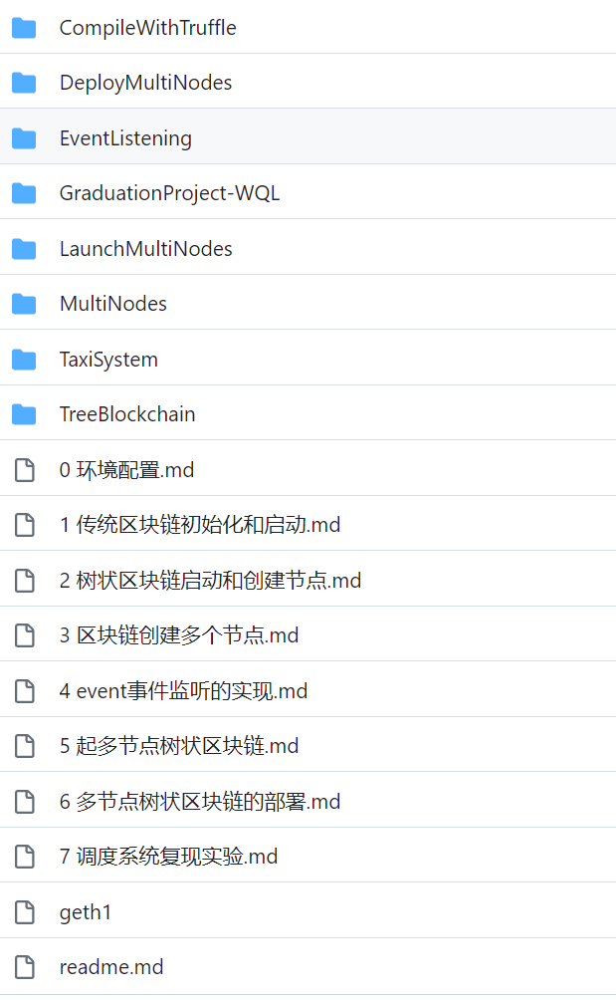 CompileWithTruffle
DeployMultiNodes
EventListening
GraduationProject-WQL
LaunchMultiNodes
MultiNodes
TaxiSystem
TreeBlockchain
0 环境配置.md
1 传统区块链初始化和启动.md
2 树状区块链启动和创建节点.md
3 区块链创建多个节点.md
4 event事件监听的实现.md
5 起多节点树状区块链.md
6 多节点树状区块链的部署.md
7 调度系统复现实验.md
geth1
readme.md